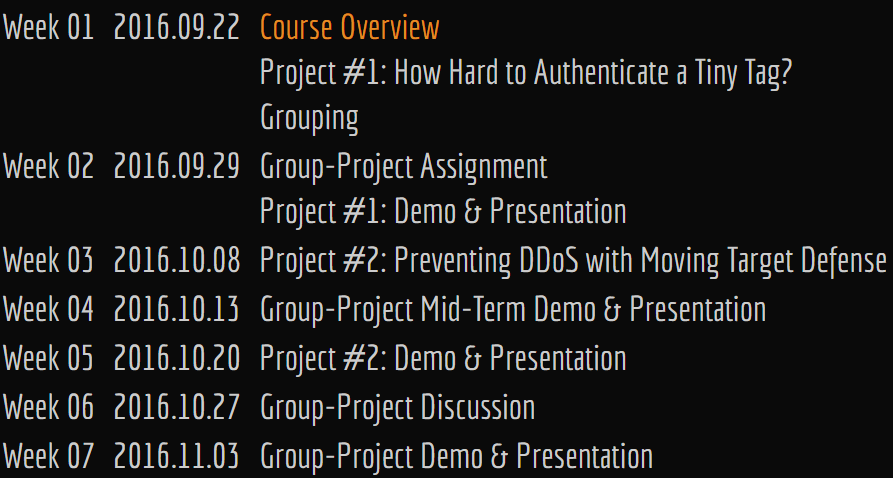 Week 01 2016.09.22 Course Overview
Project #1: How Hard to Authenticate a Tiny Tag?
Grouping
Week 02 2016.09.29 Group-Project Assignment
Project #1: Demo & Presentation
Week 03 2016.10.08 Project #2: Preventing DDoS with Moving Target Defense
Week 04 2016.10.13 Group-Project Mid-Term Demo & Presentation
Week 05 2016.10.20 Project #2: Demo & Presentation
Week 06 2016.10.27 Group-Project Discussion
Week 07 2016.11.03 Group-Project Demo & Presentation